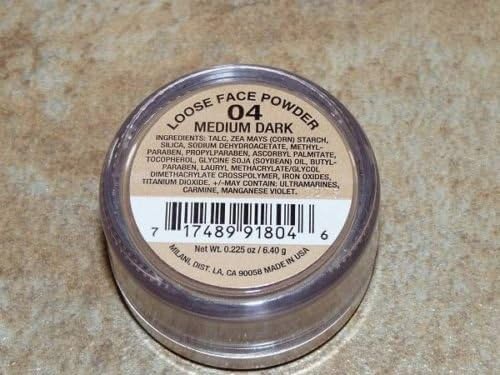 LOOSE FACE POWDER
04
MEDIUM DARK
INGREDIENTS: TALC, ZEA MAYS (CORN) STARCH,
SILICA, SODIUM DEHYDROACETATE, METHYL-
PARABEN, PROPYLPARABEN, ASCORBYL PALMITATE,
TOCOPHEROL, GLYCINE SOJA (SOYBEAN) OIL, BUTYL-
PARABEN, LAURYL METHACRYLATE/GLYCOL
DIMETHACRYLATE CROSSPOLYMER, IRON OXIDES,
TITANIUM DIOXIDE. +/-MAY CONTAIN: ULTRAMARINES,
CARMINE, MANGANESE VIOLET.
7 17489 91804 6
Net Wt. 0.225 oz / 6.40 g
MILANI, DIST. LA, CA 90058 MADE IN USA